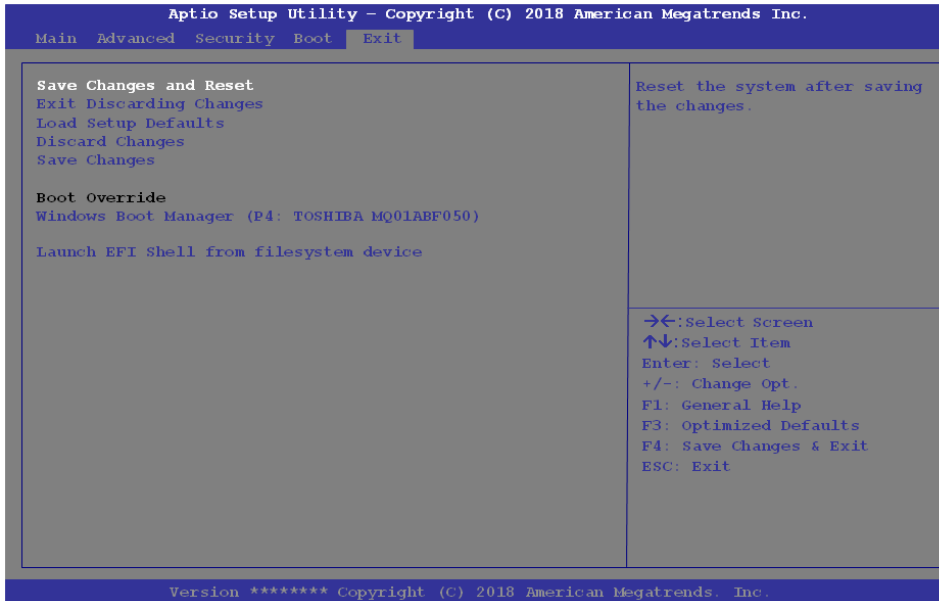 Aptio Setup Utility – Copyright (C) 2018 American Megatrends Inc.
Main Advanced Security Boot Exit
Save Changes and Reset
Exit Discarding Changes
Load Setup Defaults
Discard Changes
Save Changes
Boot Override
Windows Boot Manager (P4: TOSHIBA MQ01ABF050)
Launch EFI Shell from filesystem device
Reset the system after saving
the changes.
→←:Select Screen
↑↓:Select Item
Enter: Select
+/-: Change Opt.
F1: General Help
F3: Optimized Defaults
F4: Save Changes & Exit
ESC: Exit
Version ******** Copyright (C) 2018 American Megatrends. Inc.